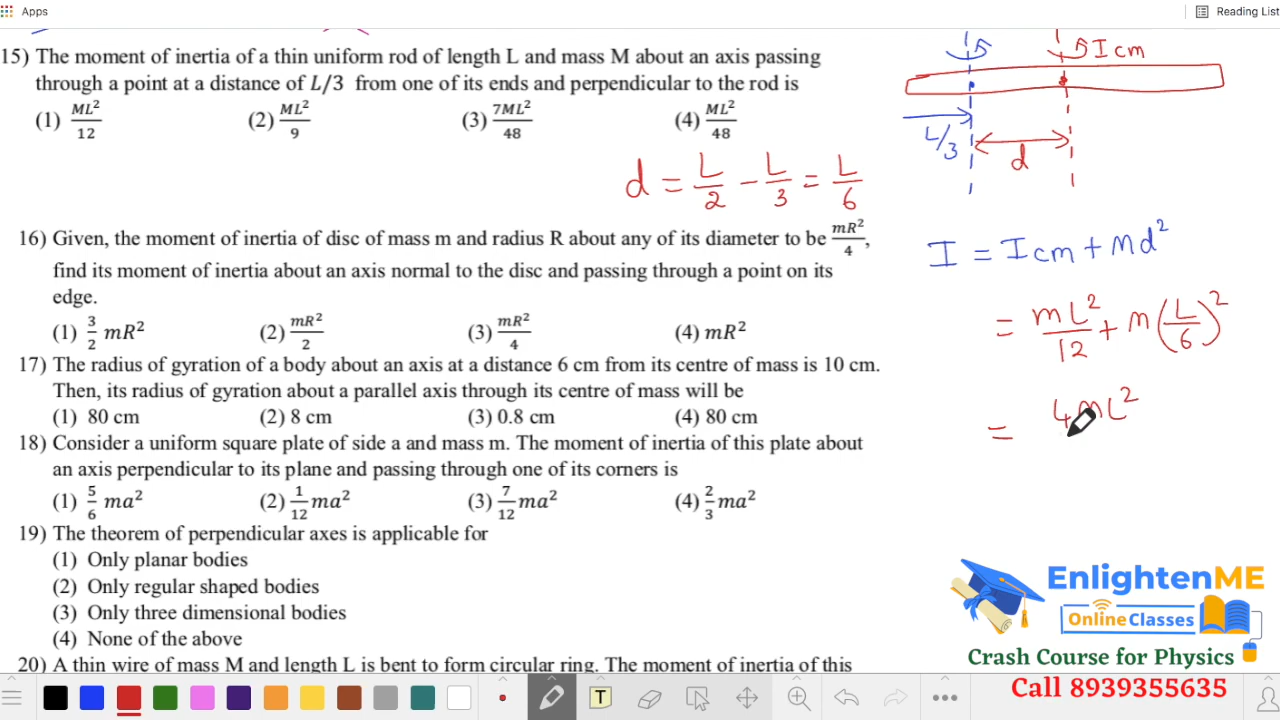 Apps
Reading List
15) The moment of inertia of a thin uniform rod of length L and mass M about an axis passing
through a point at a distance of L/3 from one of its ends and perpendicular to the rod is
(1) ML²/12 (2) ML²/9 (3) 7ML²/48 (4) ML²/48
I cm
L/3
d
d = L/2 − L/3 = L/6
16) Given, the moment of inertia of disc of mass m and radius R about any of its diameter to be mR²/4,
find its moment of inertia about an axis normal to the disc and passing through a point on its
edge.
(1) 3/2 mR² (2) mR²/2 (3) mR²/4 (4) mR²
I = Icm + Md²
= mL²/12 + m(L/6)²
= 4mL²
17) The radius of gyration of a body about an axis at a distance 6 cm from its centre of mass is 10 cm.
Then, its radius of gyration about a parallel axis through its centre of mass will be
(1) 80 cm (2) 8 cm (3) 0.8 cm (4) 80 cm
18) Consider a uniform square plate of side a and mass m. The moment of inertia of this plate about
an axis perpendicular to its plane and passing through one of its corners is
(1) 5/6 ma² (2) 1/12 ma² (3) 7/12 ma² (4) 2/3 ma²
19) The theorem of perpendicular axes is applicable for
(1) Only planar bodies
(2) Only regular shaped bodies
(3) Only three dimensional bodies
(4) None of the above
20) A thin wire of mass M and length L is bent to form circular ring. The moment of inertia of this
EnlightenME
OnlineClasses
Crash Course for Physics
Call 8939355635
T